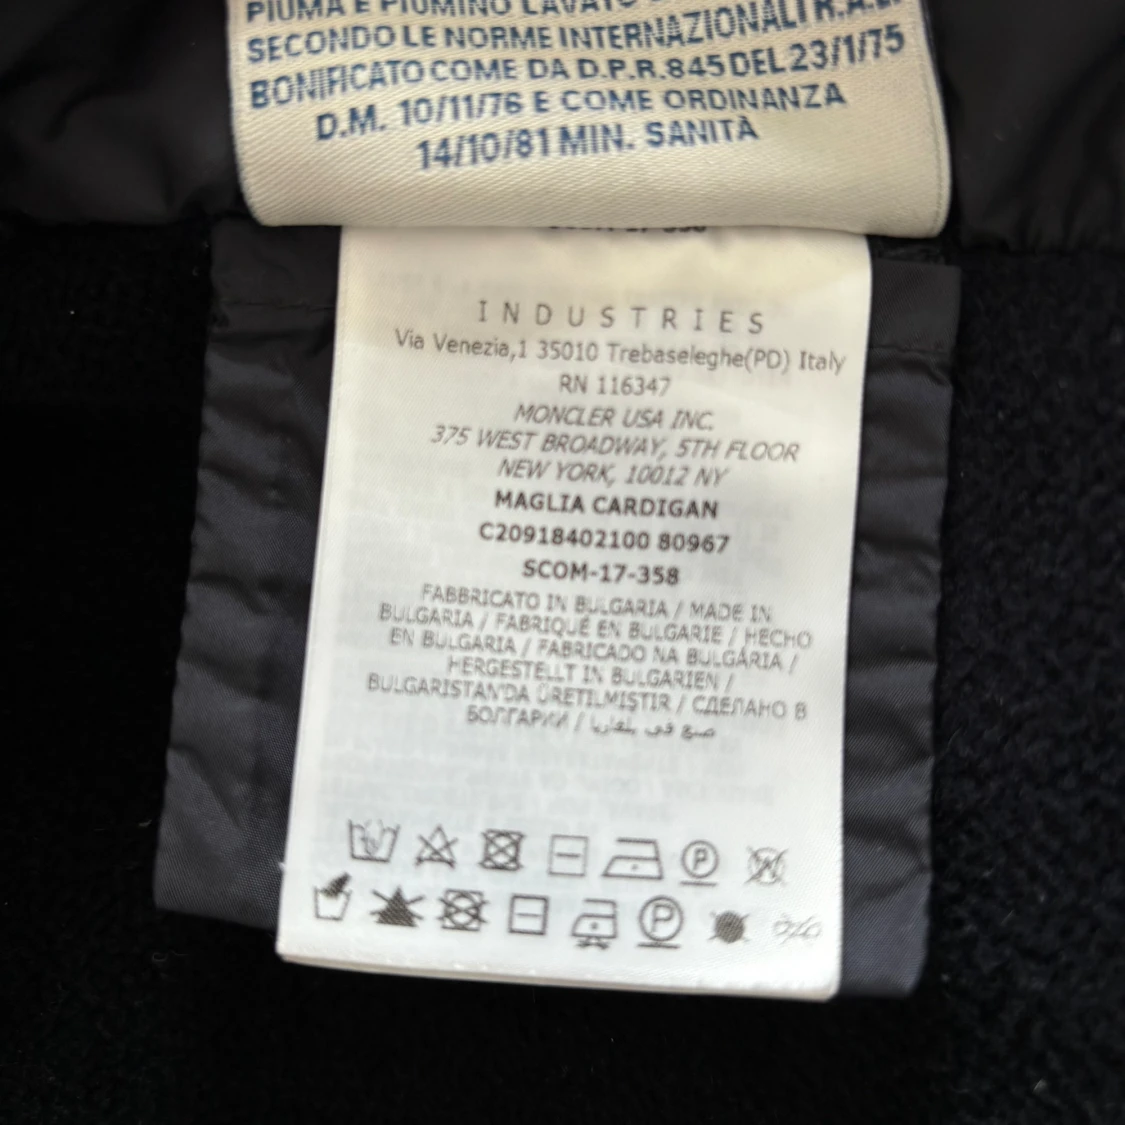 PIUMA E PIUMINO LAVATO
SECONDO LE NORME INTERNAZIONALI
BONIFICATO COME DA D.P.R.845 DEL 23/1/75
D.M. 10/11/76 E COME ORDINANZA
14/10/81 MIN. SANITÀ
INDUSTRIES
Via Venezia,1 35010 Trebaseleghe(PD) Italy
RN 116347
MONCLER USA INC.
375 WEST BROADWAY, 5TH FLOOR
NEW YORK, 10012 NY
MAGLIA CARDIGAN
C20918402100 80967
SCOM-17-358
FABBRICATO IN BULGARIA / MADE IN
BULGARIA / FABRIQUÉ EN BULGARIE / HECHO
EN BULGARIA / FABRICADO NA BULGÁRIA /
HERGESTELLT IN BULGARIEN /
BULGARISTAN'DA ÜRETILMISTIR / СДЕЛАНО В
БОЛГАРИИ / صنع في بلغاريا
P
W
P